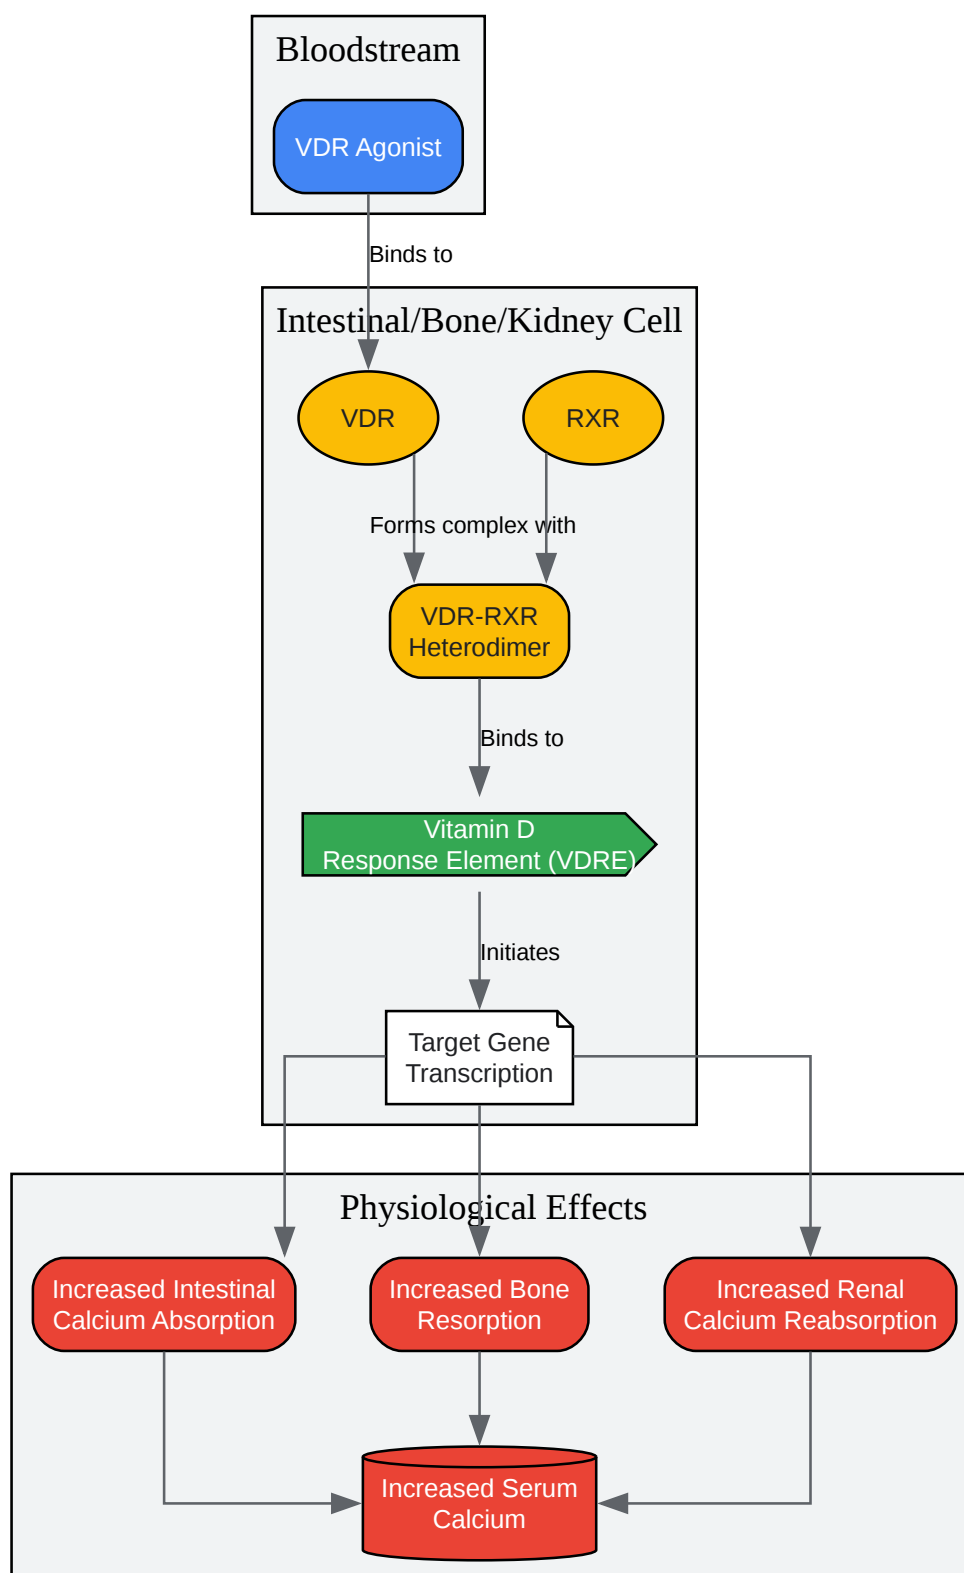 Bloodstream
VDR Agonist
Binds to
Intestinal/Bone/Kidney Cell
VDR
RXR
Forms complex with
VDR-RXR
Heterodimer
Binds to
Vitamin D
Response Element (VDRE)
Initiates
Target Gene
Transcription
Physiological Effects
Increased Intestinal
Calcium Absorption
Increased Bone
Resorption
Increased Renal
Calcium Reabsorption
Increased Serum
Calcium